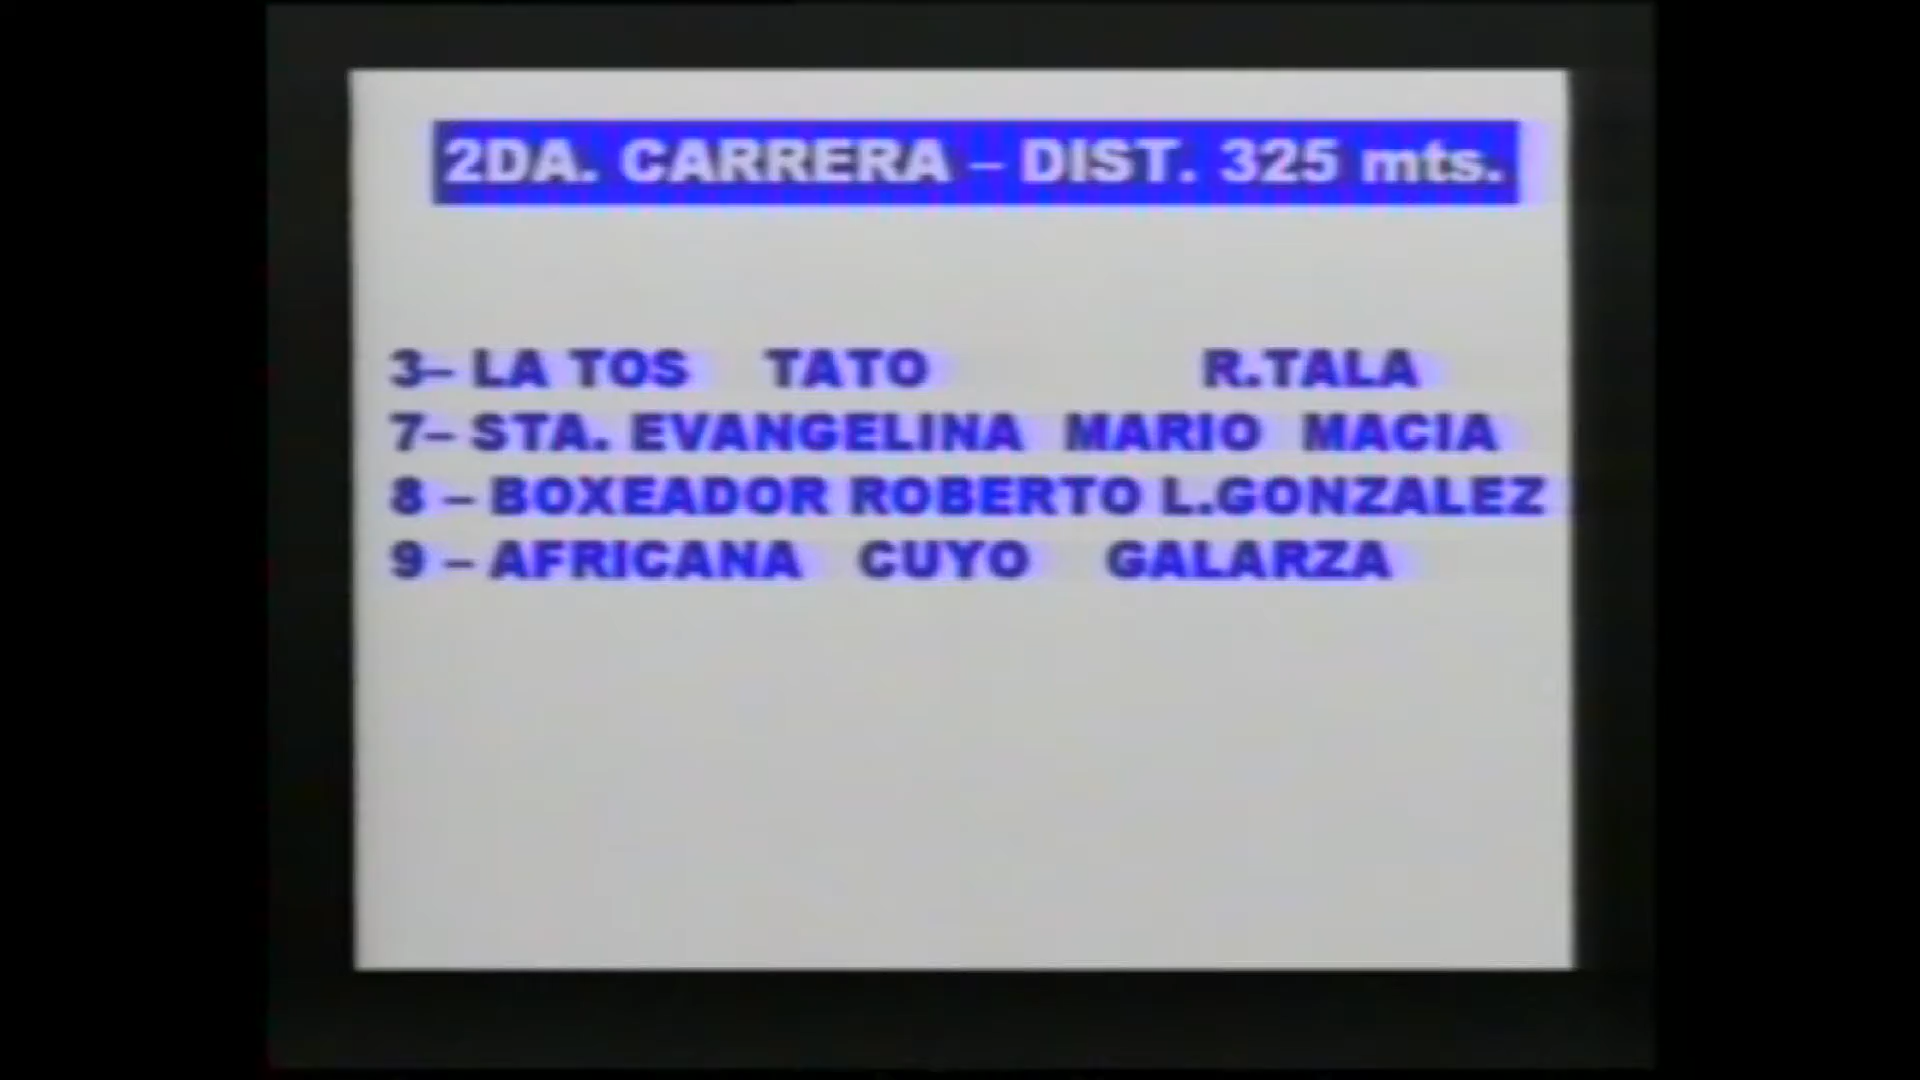 2DA. CARRERA – DIST. 325 mts.
3– LA TOS TATO R.TALA
7– STA. EVANGELINA MARIO MACIA
8 – BOXEADOR ROBERTO L.GONZALEZ
9 – AFRICANA CUYO GALARZA